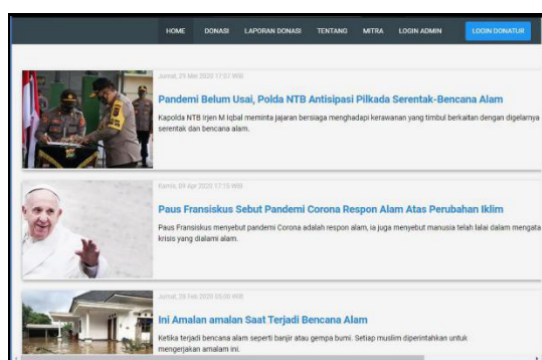 HOME DONASI LAPORAN DONASI TENTANG MITRA LOGIN ADMIN LOGIN DONATUR
Jumat, 29 Mei 2020 17:07 WIB
Pandemi Belum Usai, Polda NTB Antisipasi Pilkada Serentak-Bencana Alam
Kapolda NTB Irjen M Iqbal meminta jajaran bersiaga menghadapi kerawanan yang timbul berkaitan dengan digelarnya
serentak dan bencana alam.
Kamis, 09 Apr 2020 17:15 WIB
Paus Fransiskus Sebut Pandemi Corona Respon Alam Atas Perubahan Iklim
Paus Fransiskus menyebut pandemi Corona adalah respon alam, ia juga menyebut manusia telah lalai dalam mengata
krisis yang dialami alam.
Jumat, 28 Feb 2020 05:06 WIB
Ini Amalan amalan Saat Terjadi Bencana Alam
Ketika terjadi bencana alam seperti banjir atau gempa bumi. Setiap muslim diperintahkan untuk
mengerjakan amalam ini.